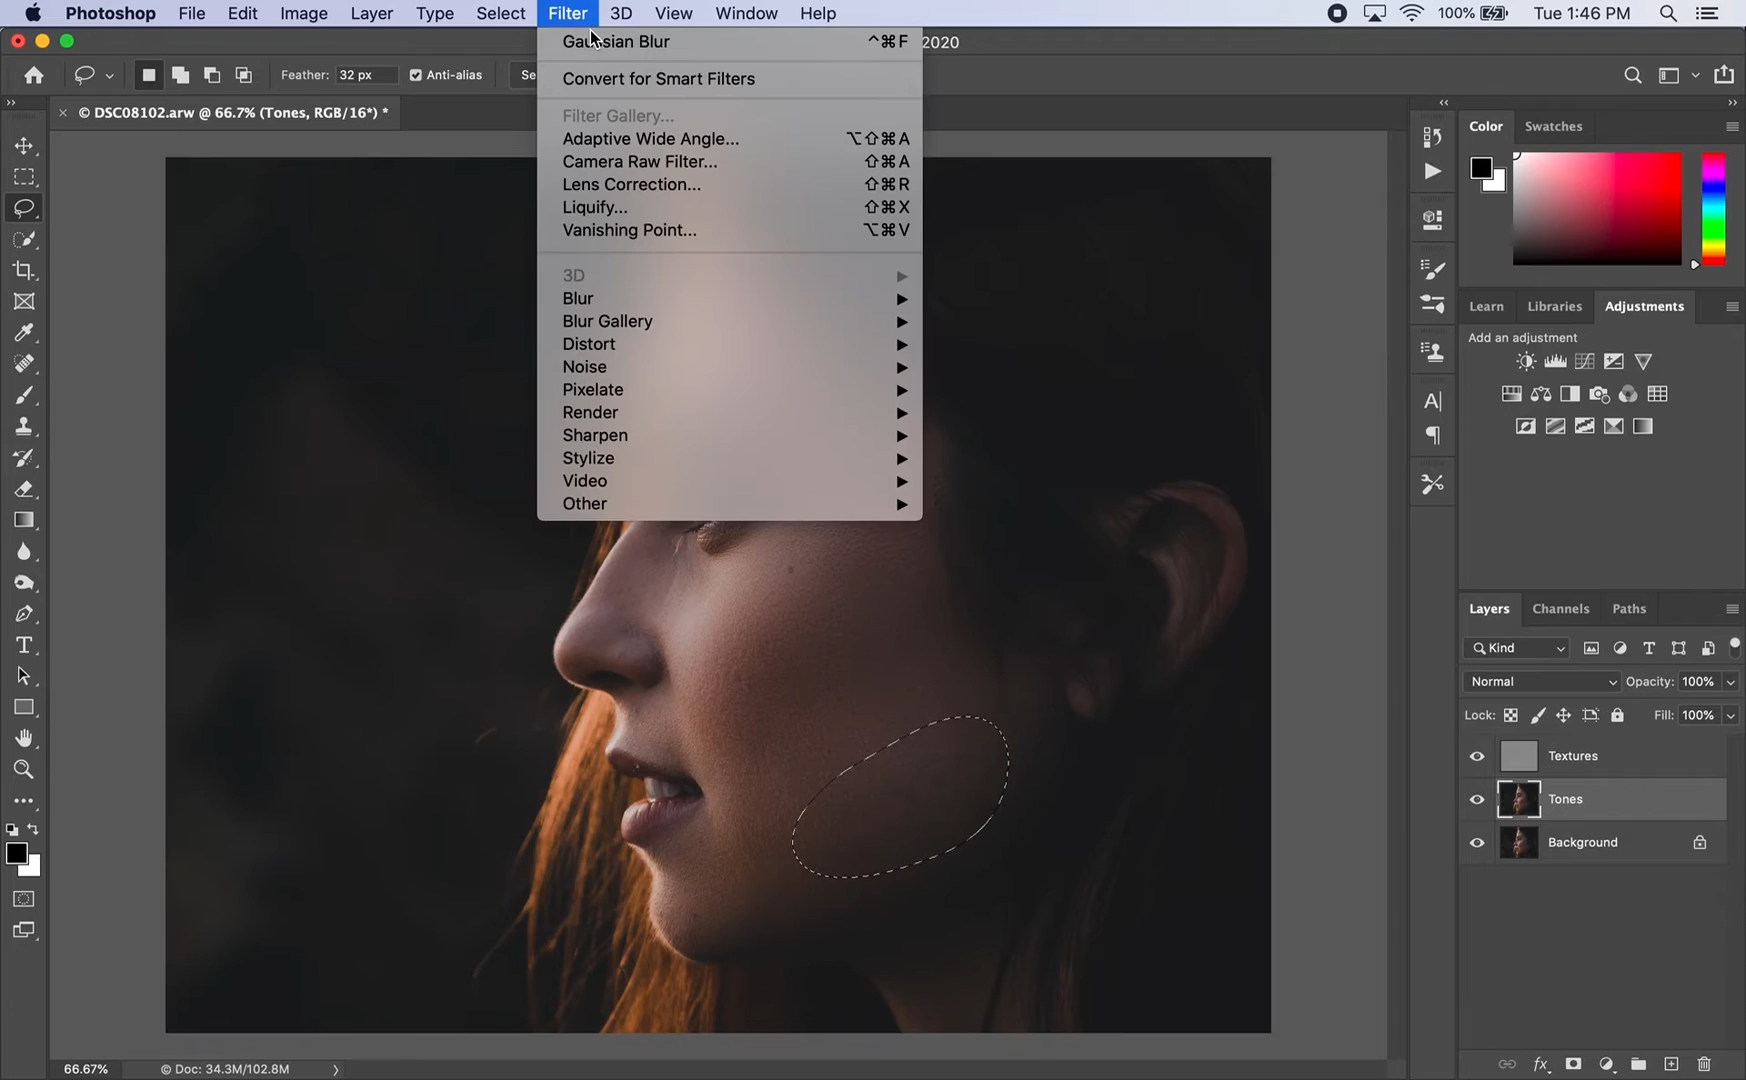 Photoshop File Edit Image Layer Type Select Filter 3D View Window Help 100% Tue 1:46 PM
2020
Feather: 32 px Anti-alias Se
× © DSC08102.arw @ 66.7% (Tones, RGB/16*) *
Gaussian Blur ⌃⌘F
Convert for Smart Filters
Filter Gallery...
Adaptive Wide Angle... ⌥⇧⌘A
Camera Raw Filter... ⇧⌘A
Lens Correction... ⇧⌘R
Liquify... ⇧⌘X
Vanishing Point... ⌥⌘V
3D
Blur
Blur Gallery
Distort
Noise
Pixelate
Render
Sharpen
Stylize
Video
Other
Color Swatches
Learn Libraries Adjustments
Add an adjustment
Layers Channels Paths
Kind
Normal Opacity: 100%
Lock: Fill: 100%
Textures
Tones
Background
66.67% © Doc: 34.3M/102.8M